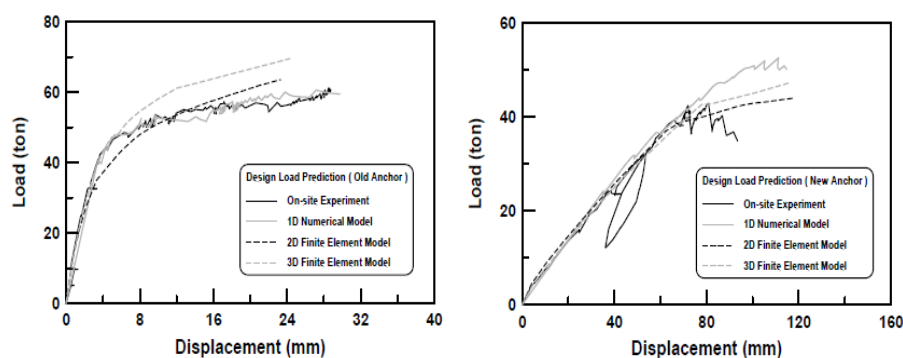 80
60
40
20
0
Load (ton)
0 8 16 24 32 40
Displacement (mm)
Design Load Prediction ( Old Anchor )
On-site Experiment
1D Numerical Model
2D Finite Element Model
3D Finite Element Model
60
40
20
0
Load (ton)
0 40 80 120 160
Displacement (mm)
Design Load Prediction ( New Anchor )
On-site Experiment
1D Numerical Model
2D Finite Element Model
3D Finite Element Model